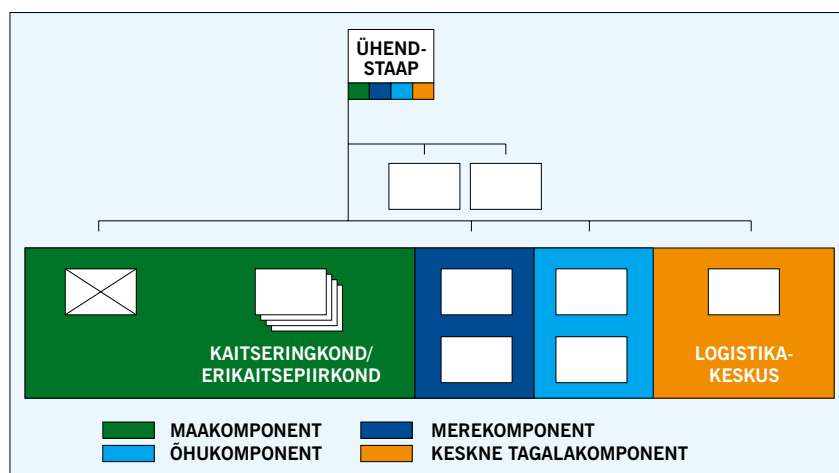 ÜHEND-
STAAP
KAITSERINGKOND/
ERIKAITSEPIIRKOND
LOGISTIKA-
KESKUS
MAAKOMPONENT
MEREKOMPONENT
ÕHUKOMPONENT
KESKNE TAGALAKOMPONENT